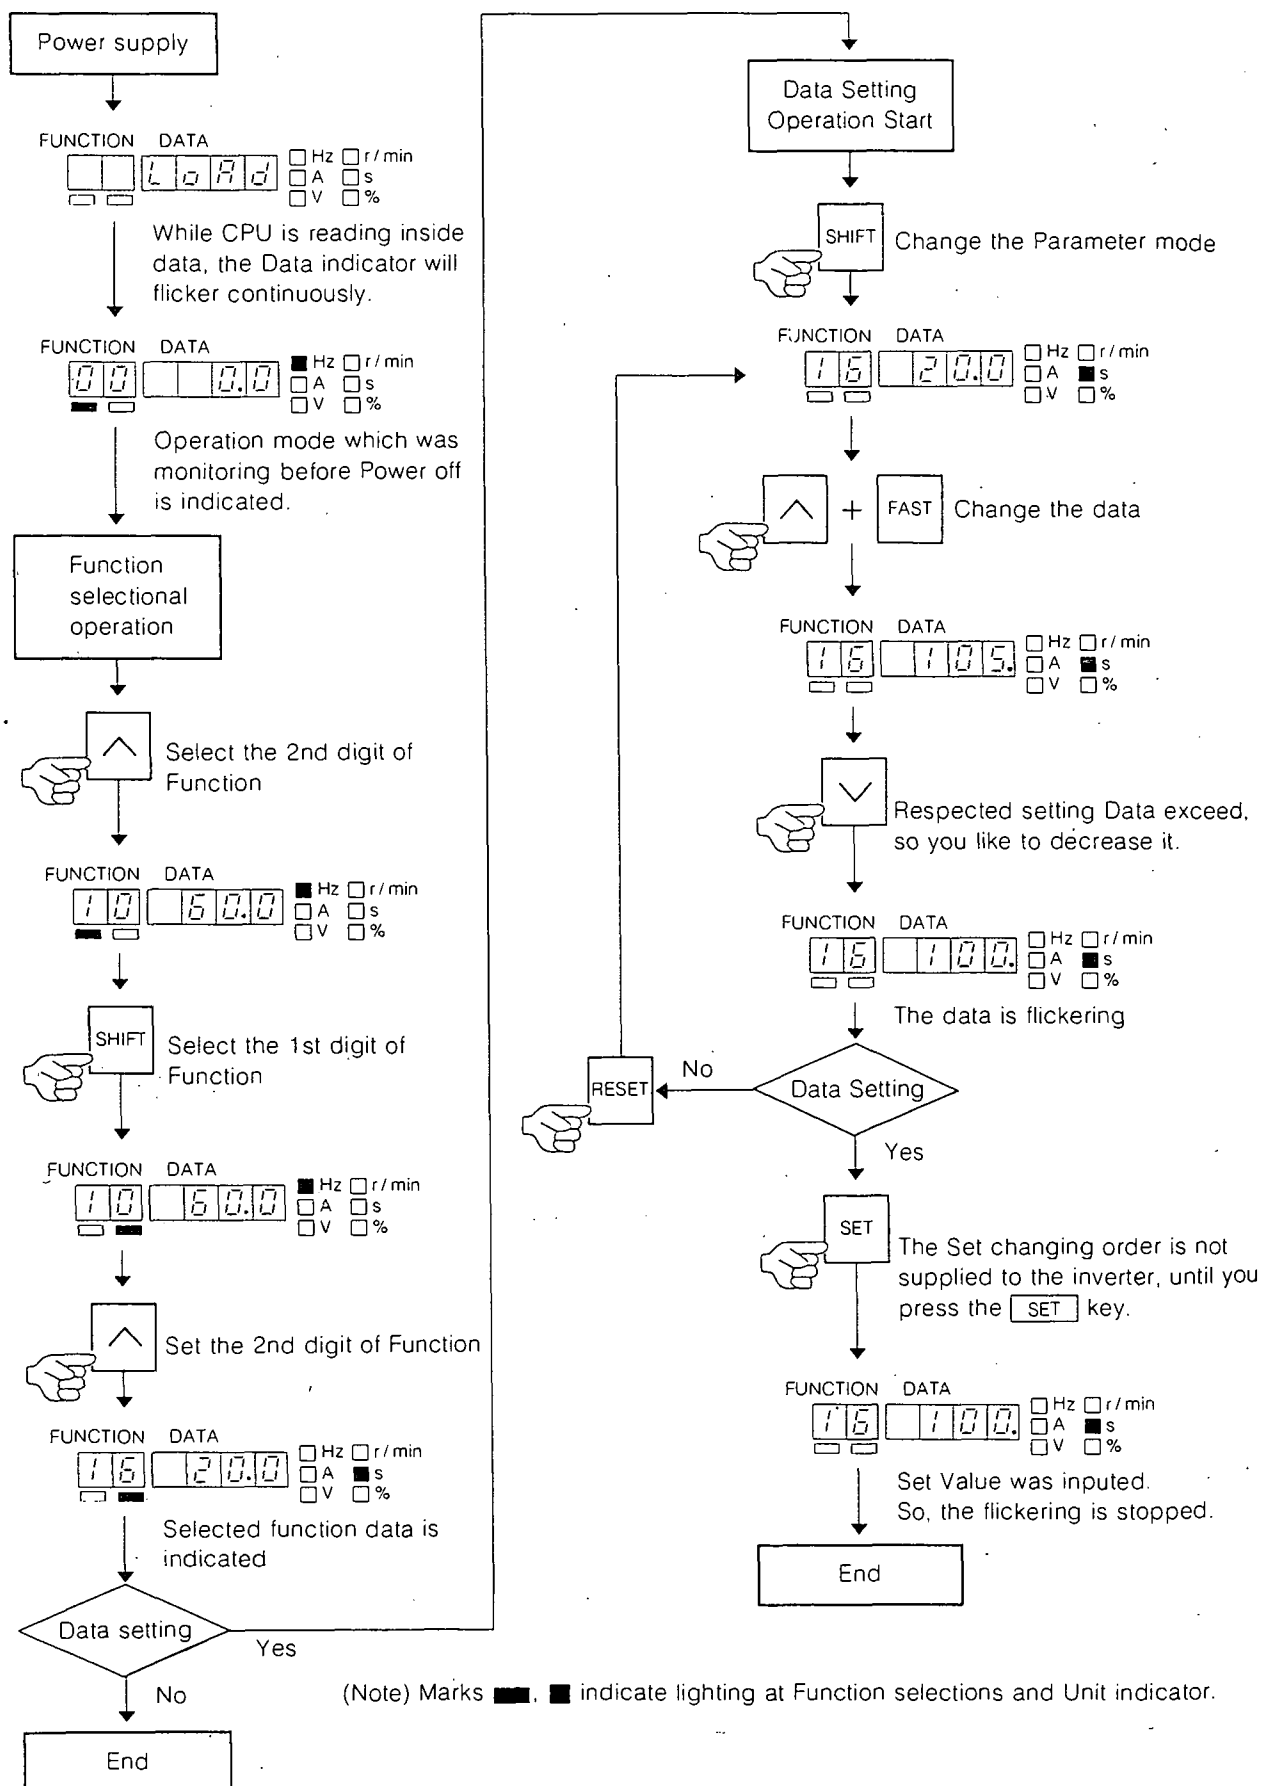 Power supply
FUNCTION DATA
LoAd
Hz r/min
A s
V %
While CPU is reading inside
data, the Data indicator will
flicker continuously.
FUNCTION DATA
00 0.0
Hz r/min
A s
V %
Operation mode which was
monitoring before Power off
is indicated.
Function
selectional
operation
Select the 2nd digit of
Function
FUNCTION DATA
10 60.0
Hz r/min
A s
V %
SHIFT
Select the 1st digit of
Function
FUNCTION DATA
10 60.0
Hz r/min
A s
V %
Set the 2nd digit of Function
FUNCTION DATA
16 20.0
Hz r/min
A s
V %
Selected function data is
indicated
Data setting
Yes
No
End
Data Setting
Operation Start
SHIFT
Change the Parameter mode
FUNCTION DATA
16 20.0
Hz r/min
A s
V %
+ FAST Change the data
FUNCTION DATA
16 105.
Hz r/min
A s
V %
Respected setting Data exceed,
so you like to decrease it.
FUNCTION DATA
16 100.
Hz r/min
A s
V %
The data is flickering
Data Setting
No
RESET
Yes
SET
The Set changing order is not
supplied to the inverter, until you
press the SET key.
FUNCTION DATA
16 100.
Hz r/min
A s
V %
Set Value was inputed.
So, the flickering is stopped.
End
(Note) Marks , indicate lighting at Function selections and Unit indicator.